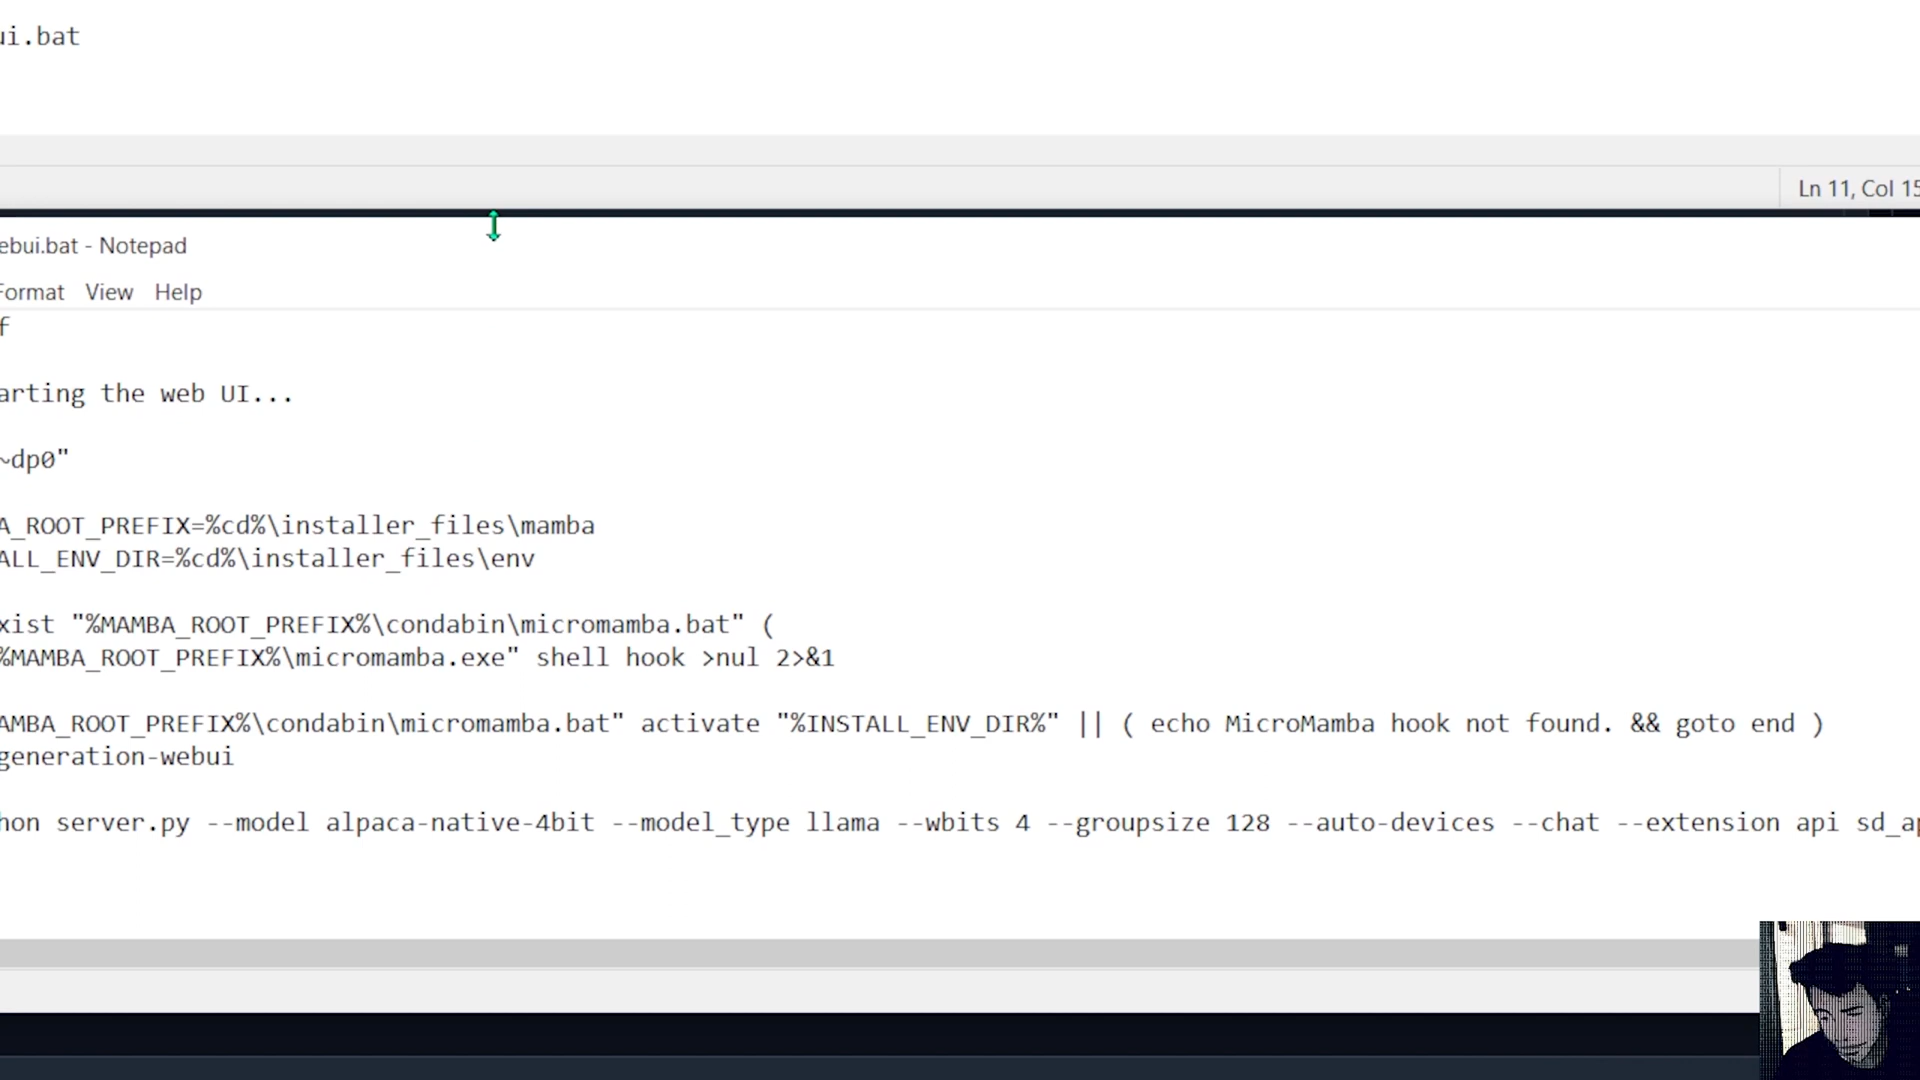 ui.bat
Ln 11, Col 15
ebui.bat - Notepad
Format View Help
f
arting the web UI...
~dp0"
A_ROOT_PREFIX=%cd%\installer_files\mamba
ALL_ENV_DIR=%cd%\installer_files\env
xist "%MAMBA_ROOT_PREFIX%\condabin\micromamba.bat" (
%MAMBA_ROOT_PREFIX%\micromamba.exe" shell hook >nul 2>&1
AMBA_ROOT_PREFIX%\condabin\micromamba.bat" activate "%INSTALL_ENV_DIR%" || ( echo MicroMamba hook not found. && goto end )
generation-webui
hon server.py --model alpaca-native-4bit --model_type llama --wbits 4 --groupsize 128 --auto-devices --chat --extension api sd_ap